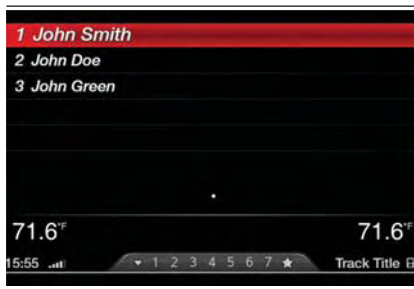 1 John Smith
2 John Doe
3 John Green
71.6°F 71.6°F
15:55 1 2 3 4 5 6 7 ★ Track Title